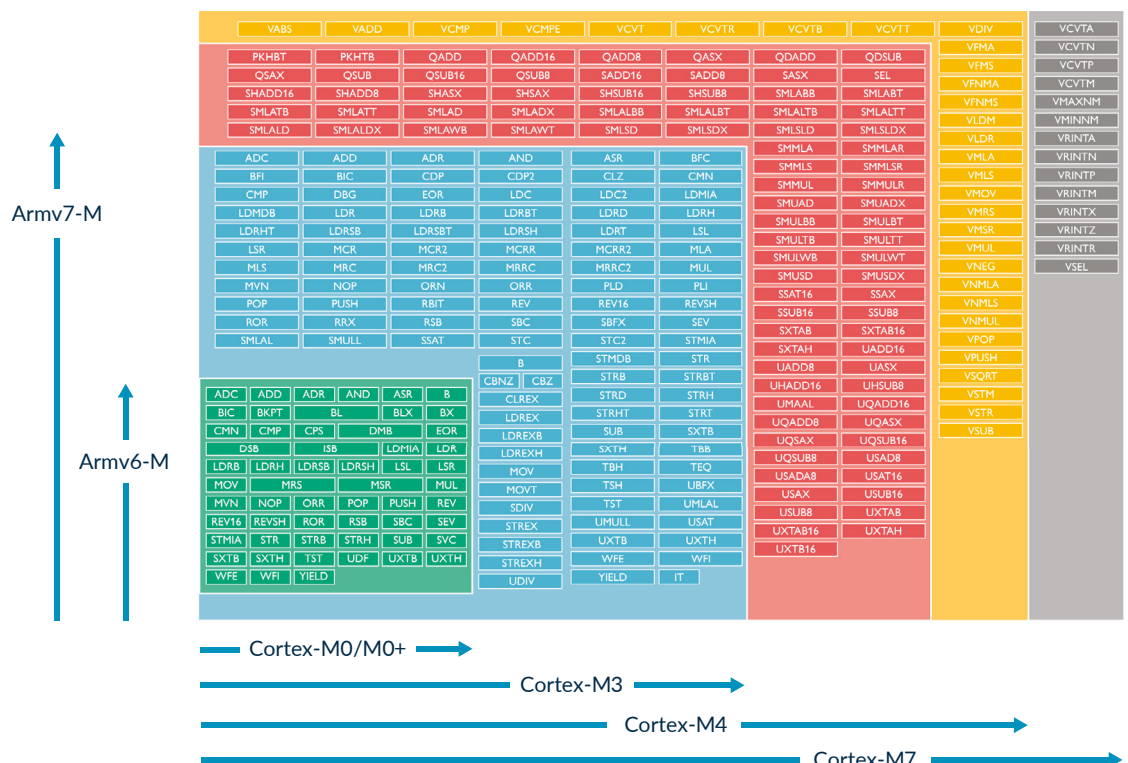 VABS VADD VCMP VCMPE VCVT VCVTR VCVTB VCVTT VDIV VCVTA
VFMA VCVTN
PKHBT PKHTB QADD QADD16 QADD8 QASX QDADD QDSUB
VFMS VCVTP
QSAX QSUB QSUB16 QSUB8 SADD16 SADD8 SASX SEL
VFNMA VCVTM
SHADD16 SHADD8 SHASX SHSAX SHSUB16 SHSUB8 SMLABB SMLABT
VFNMS VMAXNM
SMLATB SMLATT SMLAD SMLADX SMLALBB SMLALBT SMLALTB SMLALTT
VLDM VMINNM
SMLALD SMLALDX SMLAWB SMLAWT SMLSD SMLSDX SMLSLD SMLSLDX
VLDR VRINTA
SMMLA SMMLAR
ADC ADD ADR AND ASR BFC
VMLA VRINTN
SMMLS SMMLSR
BFI BIC CDP CDP2 CLZ CMN
VMLS VRINTP
SMMUL SMMULR
CMP DBG EOR LDC LDC2 LDMIA
VMOV VRINTM
SMUAD SMUADX
Armv7-M
LDMDB LDR LDRB LDRBT LDRD LDRH
VMRS VRINTX
SMULBB SMULBT
LDRHT LDRSB LDRSBT LDRSH LDRT LSL
VMSR VRINTZ
SMULTB SMULTT
LSR MCR MCR2 MCRR MCRR2 MLA
VMUL VRINTR
SMULWB SMULWT
MLS MRC MRC2 MRRC MRRC2 MUL
VNEG VSEL
SMUSD SMUSDX
MVN NOP ORN ORR PLD PLI
VNMLA
SSAT16 SSAX
POP PUSH RBIT REV REV16 REVSH
VNMLS
SSUB16 SSUB8
ROR RRX RSB SBC SBFX SEV
VNMUL
SXTAB SXTAB16
SMLAL SMULL SSAT STC STC2 STMIA
VPOP
SXTAH UADD16
B STMDB STR
VPUSH
UADD8 UASX
CBNZ CBZ STRB STRBT
VSQRT
UHADD16 UHSUB8
ADC ADD ADR AND ASR B
CLREX STRD STRH
VSTM
UMAAL UQADD16
BIC BKPT BL BLX BX
LDREX STRHT STRT
VSTR
UQADD8 UQASX
CMN CMP CPS DMB EOR
LDREXB SUB SXTB
VSUB
UQSAX UQSUB16
DSB ISB LDMIA LDR
LDREXH SXTH TBB
UQSUB8 USAD8
Armv6-M
LDRB LDRH LDRSB LDRSH LSL LSR
MOV TBH TEQ
USADA8 USAT16
MOV MRS MSR MUL
MOVT TSH UBFX
USAX USUB16
MVN NOP ORR POP PUSH REV
SDIV TST UMLAL
USUB8 UXTAB
REV16 REVSH ROR RSB SBC SEV
STREX UMULL USAT
UXTAB16 UXTAH
STMIA STR STRB STRH SUB SVC
STREXB UXTB UXTH
UXTB16
SXTB SXTH TST UDF UXTB UXTH
STREXH WFE WFI
WFE WFI YIELD
UDIV YIELD IT
Cortex-M0/M0+
Cortex-M3
Cortex-M4
Cortex-M7